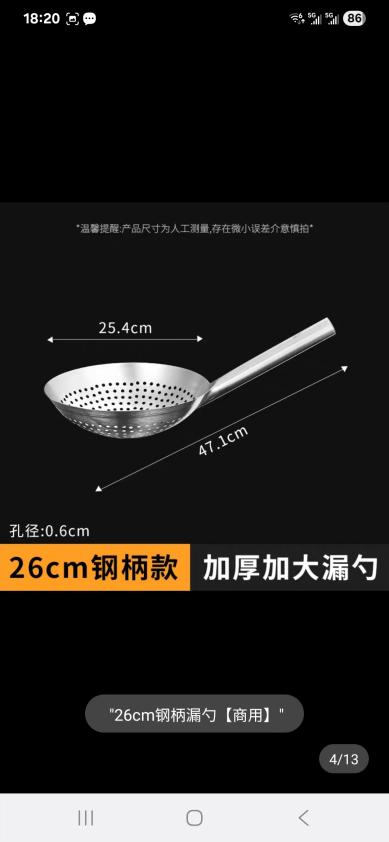 18:20
5G 5G 86
*温馨提醒:产品尺寸为人工测量,存在微小误差介意慎拍*
25.4cm
47.1cm
孔径:0.6cm
26cm钢柄款 加厚加大漏勺
"26cm钢柄漏勺【商用】"
4/13